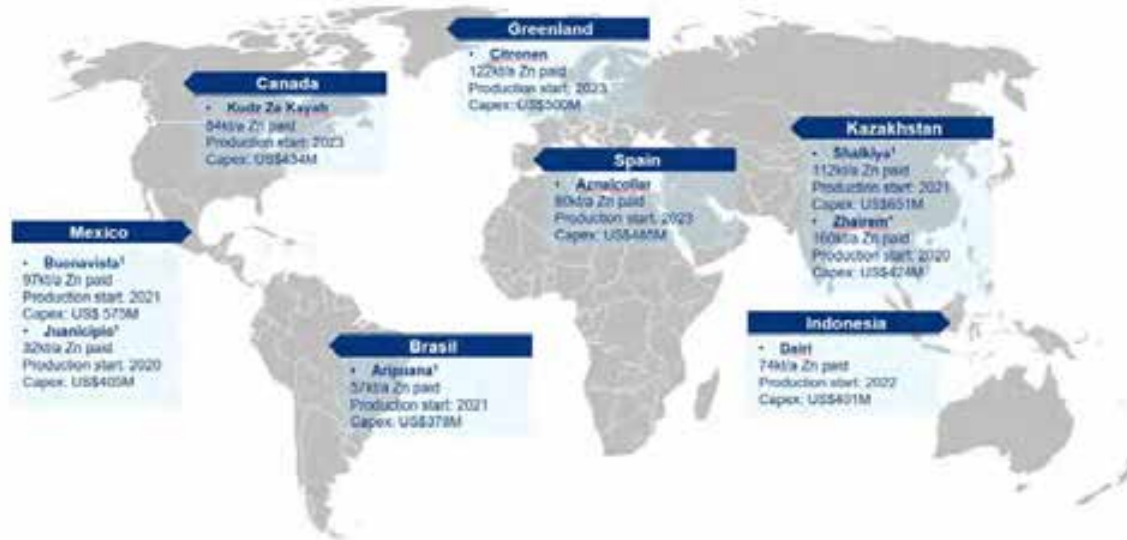 Greenland
• Citronen
122kt/a Zn paid
Production start: 2023
Capex: US$500M
Canada
• Kudz Ze Kayah
84kt/a Zn paid
Production start: 2023
Capex: US$434M
Kazakhstan
• Shalkiya¹
112kt/a Zn paid
Production start: 2021
Capex: US$651M
Zhairem¹
160kt/a Zn paid
Production start: 2020
Capex: US$424M
Spain
• Aznalcollar
80kt/a Zn paid
Production start: 2023
Capex: US$485M
Mexico
• Buenavista¹
97kt/a Zn paid
Production start: 2021
Capex: US$ 575M
• Juanicipio¹
32kt/a Zn paid
Production start: 2020
Capex: US$405M
Brasil
• Aripuana¹
57kt/a Zn paid
Production start: 2021
Capex: US$378M
Indonesia
• Dairi
74kt/a Zn paid
Production start: 2022
Capex: US$401M